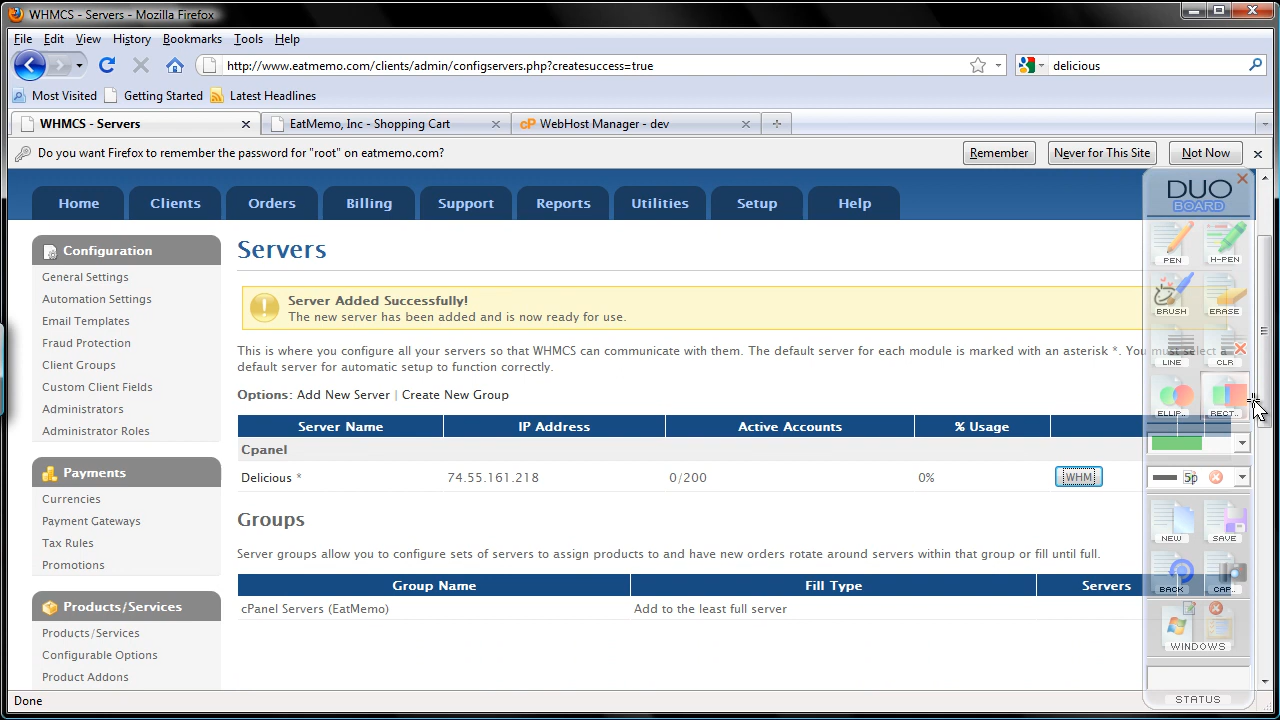 WHMCS - Servers - Mozilla Firefox
File Edit View History Bookmarks Tools Help
http://www.eatmemo.com/clients/admin/configservers.php?createsuccess=true
delicious
Most Visited Getting Started Latest Headlines
WHMCS - Servers
EatMemo, Inc - Shopping Cart
cP WebHost Manager - dev
Do you want Firefox to remember the password for "root" on eatmemo.com?
Remember Never for This Site Not Now
Home Clients Orders Billing Support Reports Utilities Setup Help
Configuration
General Settings
Automation Settings
Email Templates
Fraud Protection
Client Groups
Custom Client Fields
Administrators
Administrator Roles
Payments
Currencies
Payment Gateways
Tax Rules
Promotions
Products/Services
Products/Services
Configurable Options
Product Addons
Servers
Server Added Successfully!
The new server has been added and is now ready for use.
This is where you configure all your servers so that WHMCS can communicate with them. The default server for each module is marked with an asterisk *. You must select a
default server for automatic setup to function correctly.
Options: Add New Server | Create New Group
Server Name IP Address Active Accounts % Usage
Cpanel
Delicious * 74.55.161.218 0/200 0% WHM
Groups
Server groups allow you to configure sets of servers to assign products to and have new orders rotate around servers within that group or fill until full.
Group Name Fill Type Servers
cPanel Servers (EatMemo) Add to the least full server
DUO
BOARD
PEN H-PEN
BRUSH ERASE
LINE CLR
ELLIP.. RECT..
5p
NEW SAVE
BACK CAP..
WINDOWS
STATUS
Done